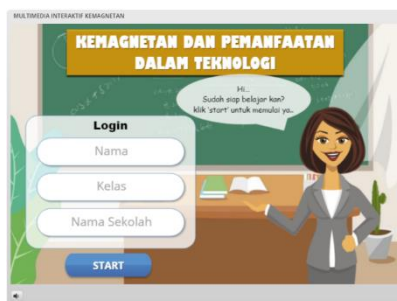 MULTIMEDIA INTERAKTIF KEMAGNETAN
KEMAGNETAN DAN PEMANFAATAN
DALAM TEKNOLOGI
Hi...
Sudah siap belajar kan?
klik 'start' untuk memulai ya..
Login
Nama
Kelas
Nama Sekolah
START